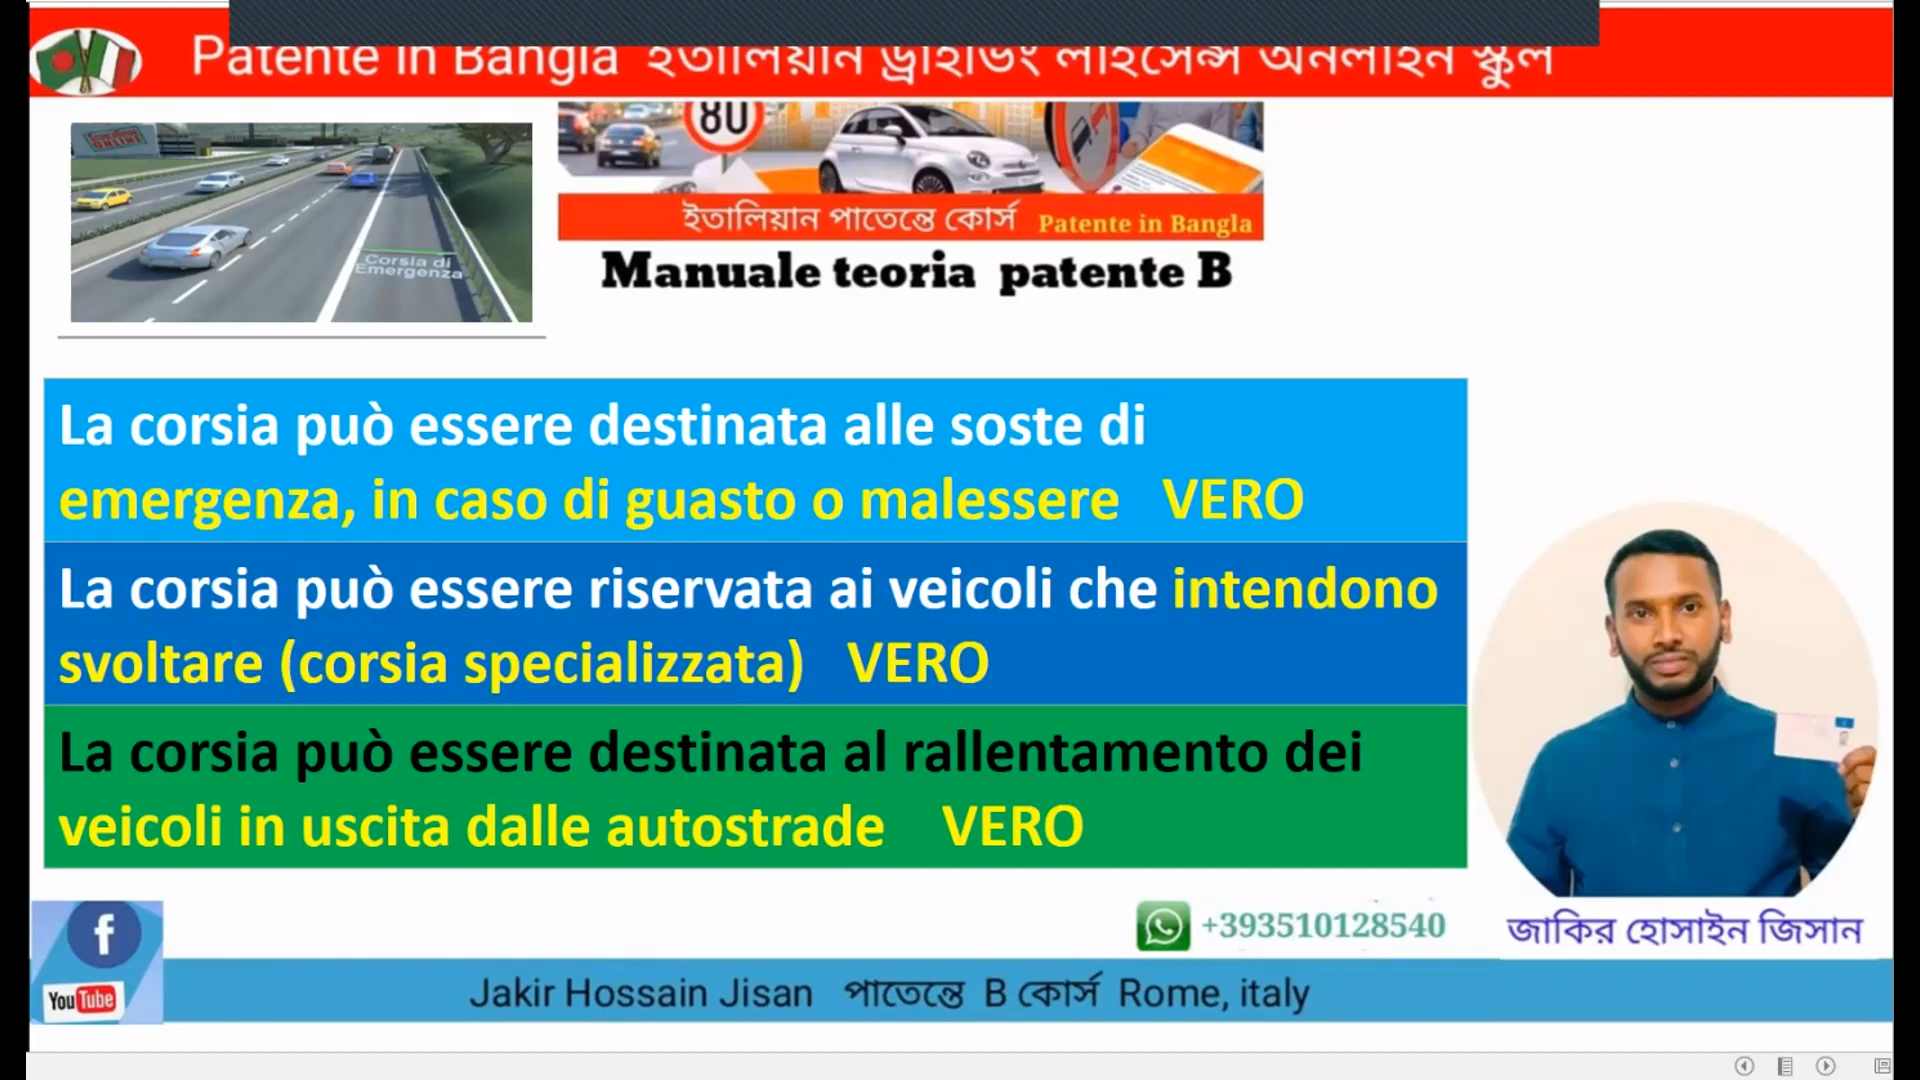 Patente in Bangla ইতালিয়ান ড্রাইভিং লাইসেন্স অনলাইন স্কুল
80
ইতালিয়ান পাতেন্তে কোর্স Patente in Bangla
Corsia di
Emergenza
Manuale teoria patente B
La corsia può essere destinata alle soste di
emergenza, in caso di guasto o malessere VERO
La corsia può essere riservata ai veicoli che intendono
svoltare (corsia specializzata) VERO
La corsia può essere destinata al rallentamento dei
veicoli in uscita dalle autostrade VERO
+393510128540
জাকির হোসাইন জিসান
f
YouTube
Jakir Hossain Jisan পাতেন্তে B কোর্স Rome, italy